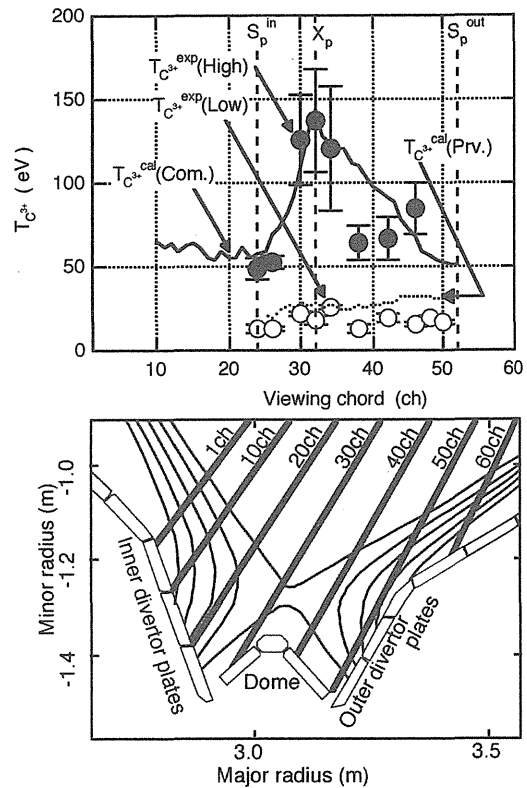 S_p^in X_p S_p^out
200
T_C³⁺^exp(High)
150
T_C³⁺^exp(Low)
T_C³⁺^cal(Prv.)
T_C³⁺ ( eV )
100
T_C³⁺^cal(Com.)
50
0
10 20 30 40 50 60
Viewing chord (ch)
1ch 10ch 20ch 30ch 40ch 50ch 60ch
-1.0
Minor radius (m)
-1.2
-1.4
Inner divertor plates
Dome
Outer divertor
plates
3.0 3.5
Major radius (m)